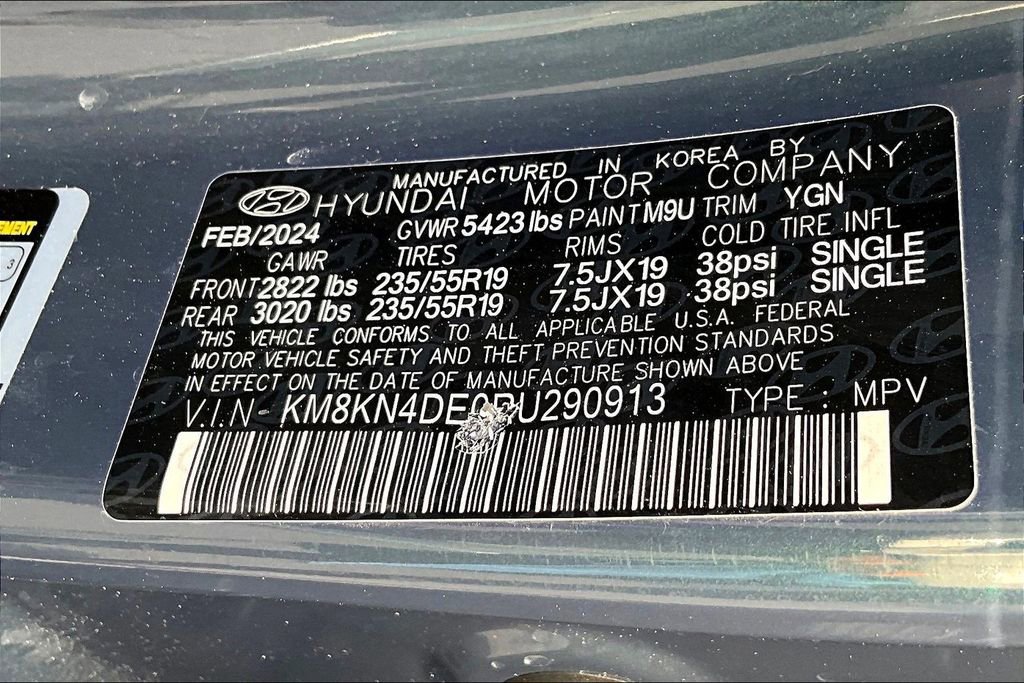 EMENT
3
MANUFACTURED IN KOREA BY
HYUNDAI MOTOR COMPANY
FEB/2024 GVWR 5423 lbs PAINT M9U TRIM YGN
GAWR TIRES RIMS COLD TIRE INFL
FRONT 2822 lbs 235/55R19 7.5JX19 38psi SINGLE
REAR 3020 lbs 235/55R19 7.5JX19 38psi SINGLE
THIS VEHICLE CONFORMS TO ALL APPLICABLE U.S.A. FEDERAL
MOTOR VEHICLE SAFETY AND THEFT PREVENTION STANDARDS
IN EFFECT ON THE DATE OF MANUFACTURE SHOWN ABOVE
V.I.N- KM8KN4DE0RU290913 TYPE : MPV